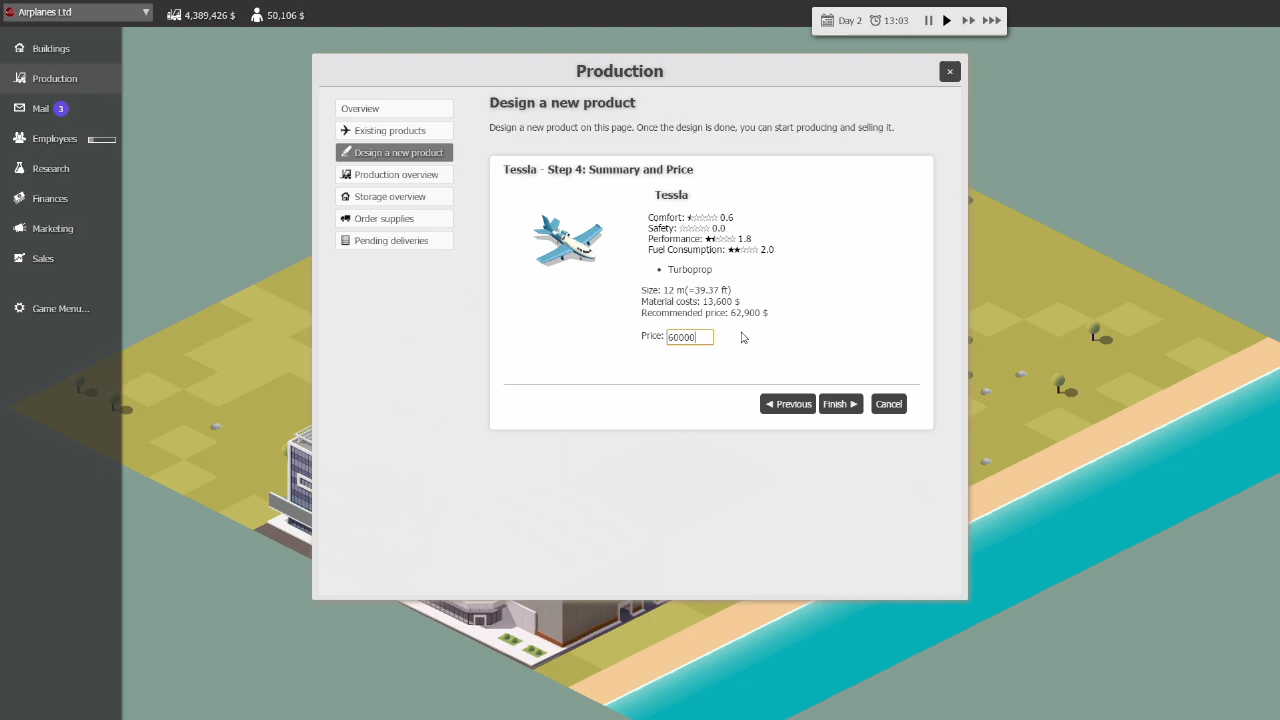 Airplanes Ltd
4,389,426 $
50,106 $
Day 2
13:03
Buildings
Production
Mail 3
Employees
Research
Finances
Marketing
Sales
Game Menu...
Production
×
Overview
Existing products
Design a new product
Production overview
Storage overview
Order supplies
Pending deliveries
Design a new product
Design a new product on this page. Once the design is done, you can start producing and selling it.
Tessla - Step 4: Summary and Price
Tessla
Comfort: 0.6
Safety: 0.0
Performance: 1.8
Fuel Consumption: 2.0
• Turboprop
Size: 12 m(=39.37 ft)
Material costs: 13,600 $
Recommended price: 62,900 $
Price: 60000
Previous
Finish
Cancel